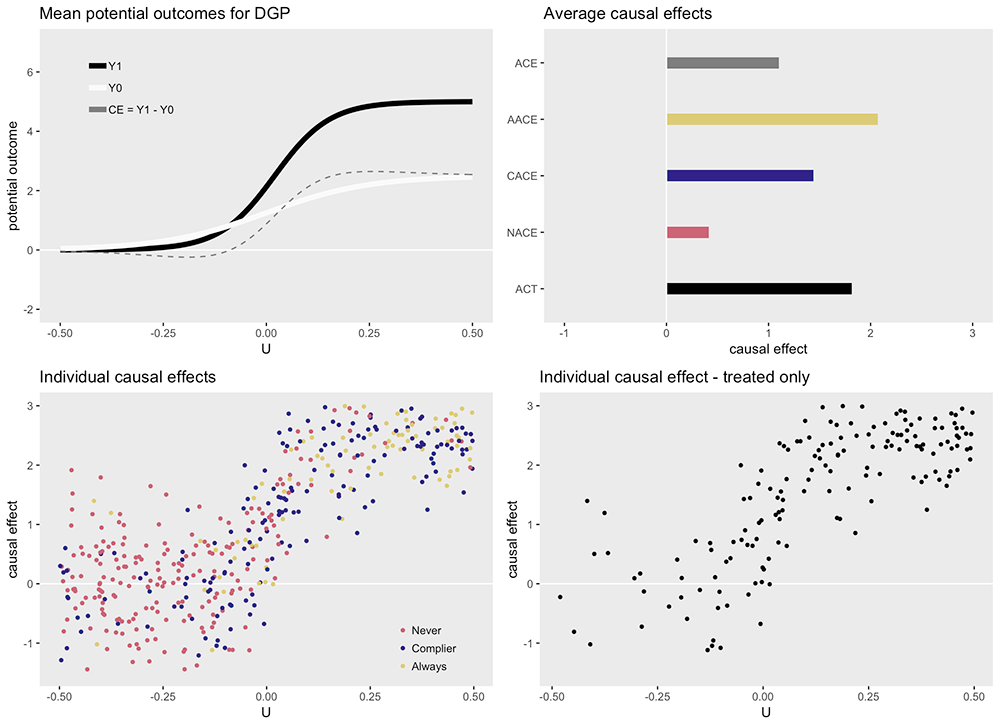 Mean potential outcomes for DGP
Y1
Y0
CE = Y1 - Y0
6
4
2
0
-2
potential outcome
-0.50 -0.25 0.00 0.25 0.50
U
Average causal effects
ACE
AACE
CACE
NACE
ACT
-1 0 1 2 3
causal effect
Individual causal effects
3
2
1
0
-1
causal effect
Never
Complier
Always
-0.50 -0.25 0.00 0.25 0.50
U
Individual causal effect - treated only
3
2
1
0
-1
causal effect
-0.50 -0.25 0.00 0.25 0.50
U